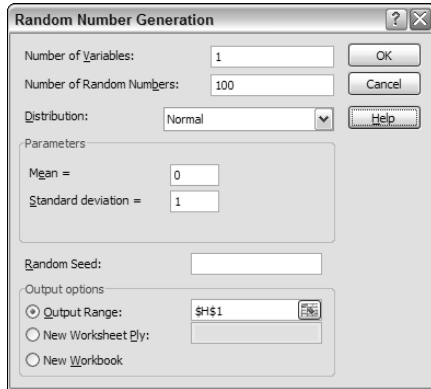 Random Number Generation
Number of Variables: 1 OK
Number of Random Numbers: 100 Cancel
Distribution: Normal Help
Parameters
Mean = 0
Standard deviation = 1
Random Seed:
Output options
Output Range: $H$1
New Worksheet Ply:
New Workbook